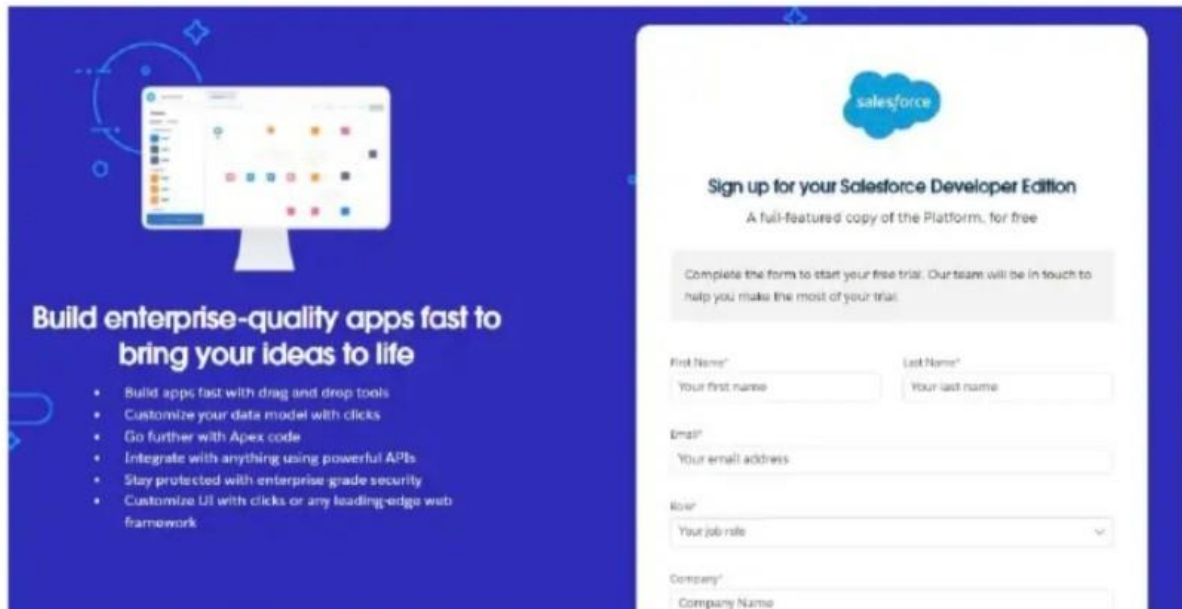 Build enterprise-quality apps fast to
bring your ideas to life
• Build apps fast with drag and drop tools
• Customize your data model with clicks
• Go further with Apex code
• Integrate with anything using powerful APIs
• Stay protected with enterprise grade security
• Customize UI with clicks or any leading-edge web
framework
salesforce
Sign up for your Salesforce Developer Edition
A full-featured copy of the Platform, for free
Complete the form to start your free trial. Our team will be in touch to
help you make the most of your trial.
First Name* Last Name*
Your first name Your last name
Email*
Your email address
Role*
Your job role
Company*
Company Name